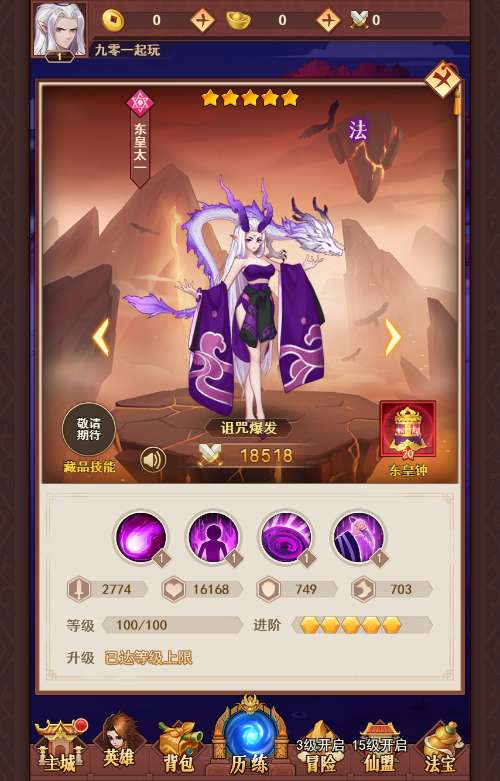 0
0
0
1
九零一起玩
东皇太一
法
诅咒爆发
敬请
期待
藏品技能
18518
20
东皇钟
1
1
1
1
2774
16168
749
703
等级
100/100
进阶
升级
已达等级上限
主城
英雄
背包
历练
3级开启
冒险
15级开启
仙盟
法宝